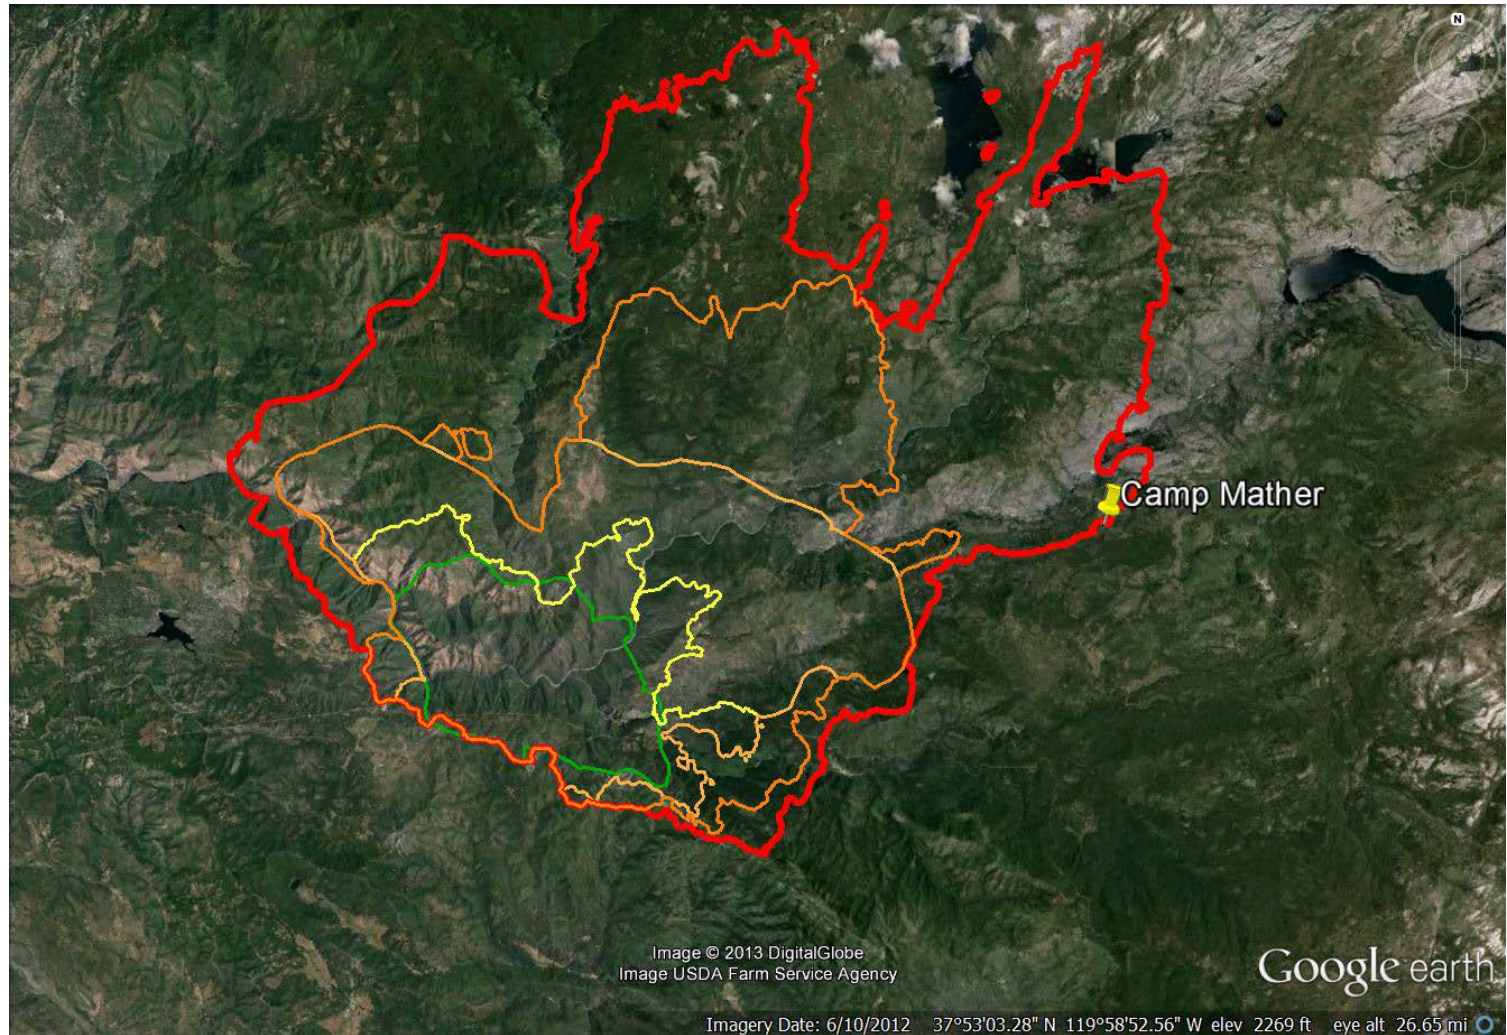 N
Camp Mather
Image © 2013 DigitalGlobe
Image USDA Farm Service Agency
Google earth
Imagery Date: 6/10/2012 37°53'03.28" N 119°58'52.56" W elev 2269 ft eye alt 26.65 mi